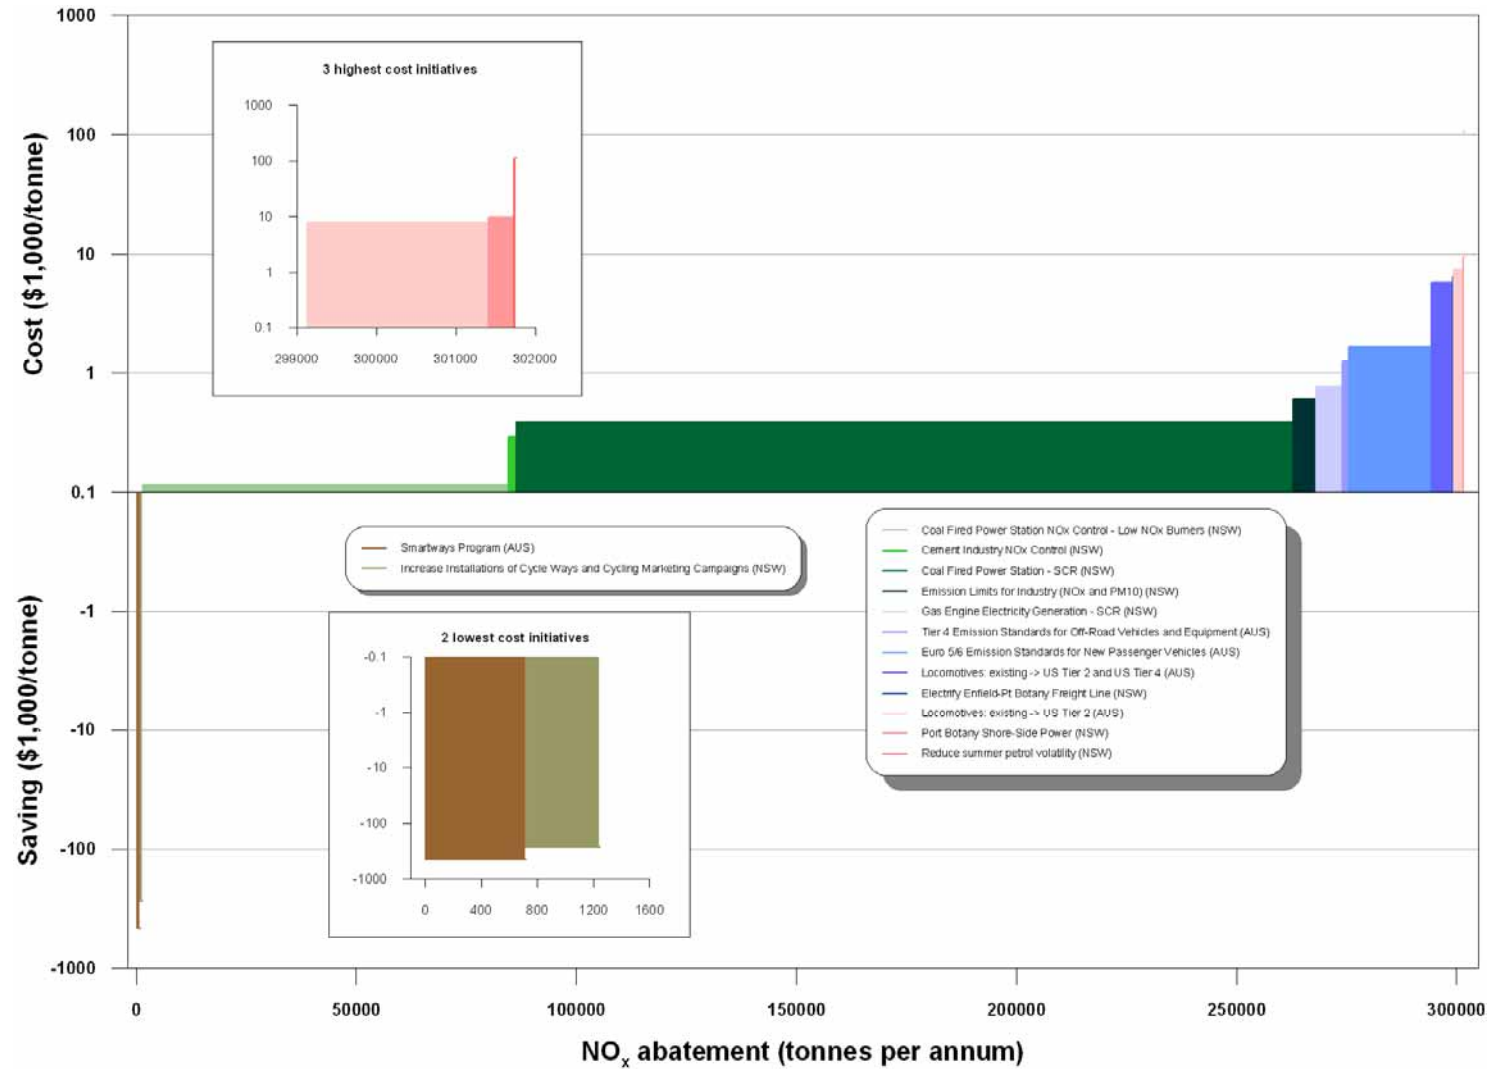 1000
100
10
1
0.1
-1
-10
-100
-1000
Cost ($1,000/tonne)
Saving ($1,000/tonne)
3 highest cost initiatives
1000
100
10
1
0.1
299000 300000 301000 302000
Smartways Program (AUS)
Increase Installations of Cycle Ways and Cycling Marketing Campaigns (NSW)
2 lowest cost initiatives
-0.1
-1
-10
-100
-1000
0 400 800 1200 1600
Coal Fired Power Station NOx Control - Low NOx Burners (NSW)
Cement Industry NOx Control (NSW)
Coal Fired Power Station - SCR (NSW)
Emission Limits for Industry (NOx and PM10) (NSW)
Gas Engine Electricity Generation - SCR (NSW)
Tier 4 Emission Standards for Off-Road Vehicles and Equipment (AUS)
Euro 5/6 Emission Standards for New Passenger Vehicles (AUS)
Locomotives: existing -> US Tier 2 and US Tier 4 (AUS)
Electrify Enfield-Pt Botany Freight Line (NSW)
Locomotives: existing -> US Tier 2 (AUS)
Port Botany Shore-Side Power (NSW)
Reduce summer petrol volatility (NSW)
0 50000 100000 150000 200000 250000 300000
NOx abatement (tonnes per annum)